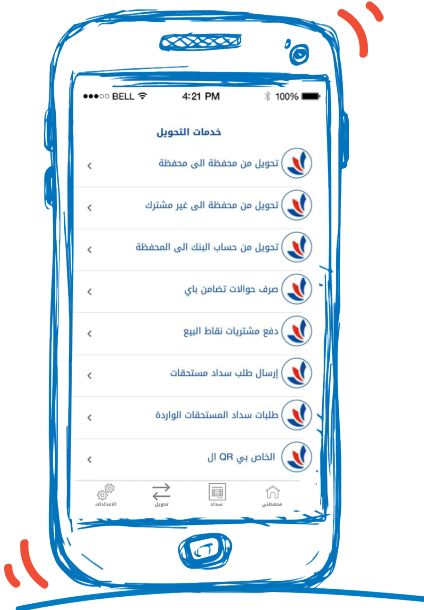 BELL 4:21 PM 100%
خدمات التحويل
تحويل من محفظة الى محفظة
تحويل من محفظة الى غير مشترك
تحويل من حساب البنك الى المحفظة
صرف حوالات تضامن باي
دفع مشتريات نقاط البيع
إرسال طلب سداد مستحقات
طلبات سداد المستحقات الواردة
الخاص بي QR ال
محفظتي سداد تحويل الاعدادات